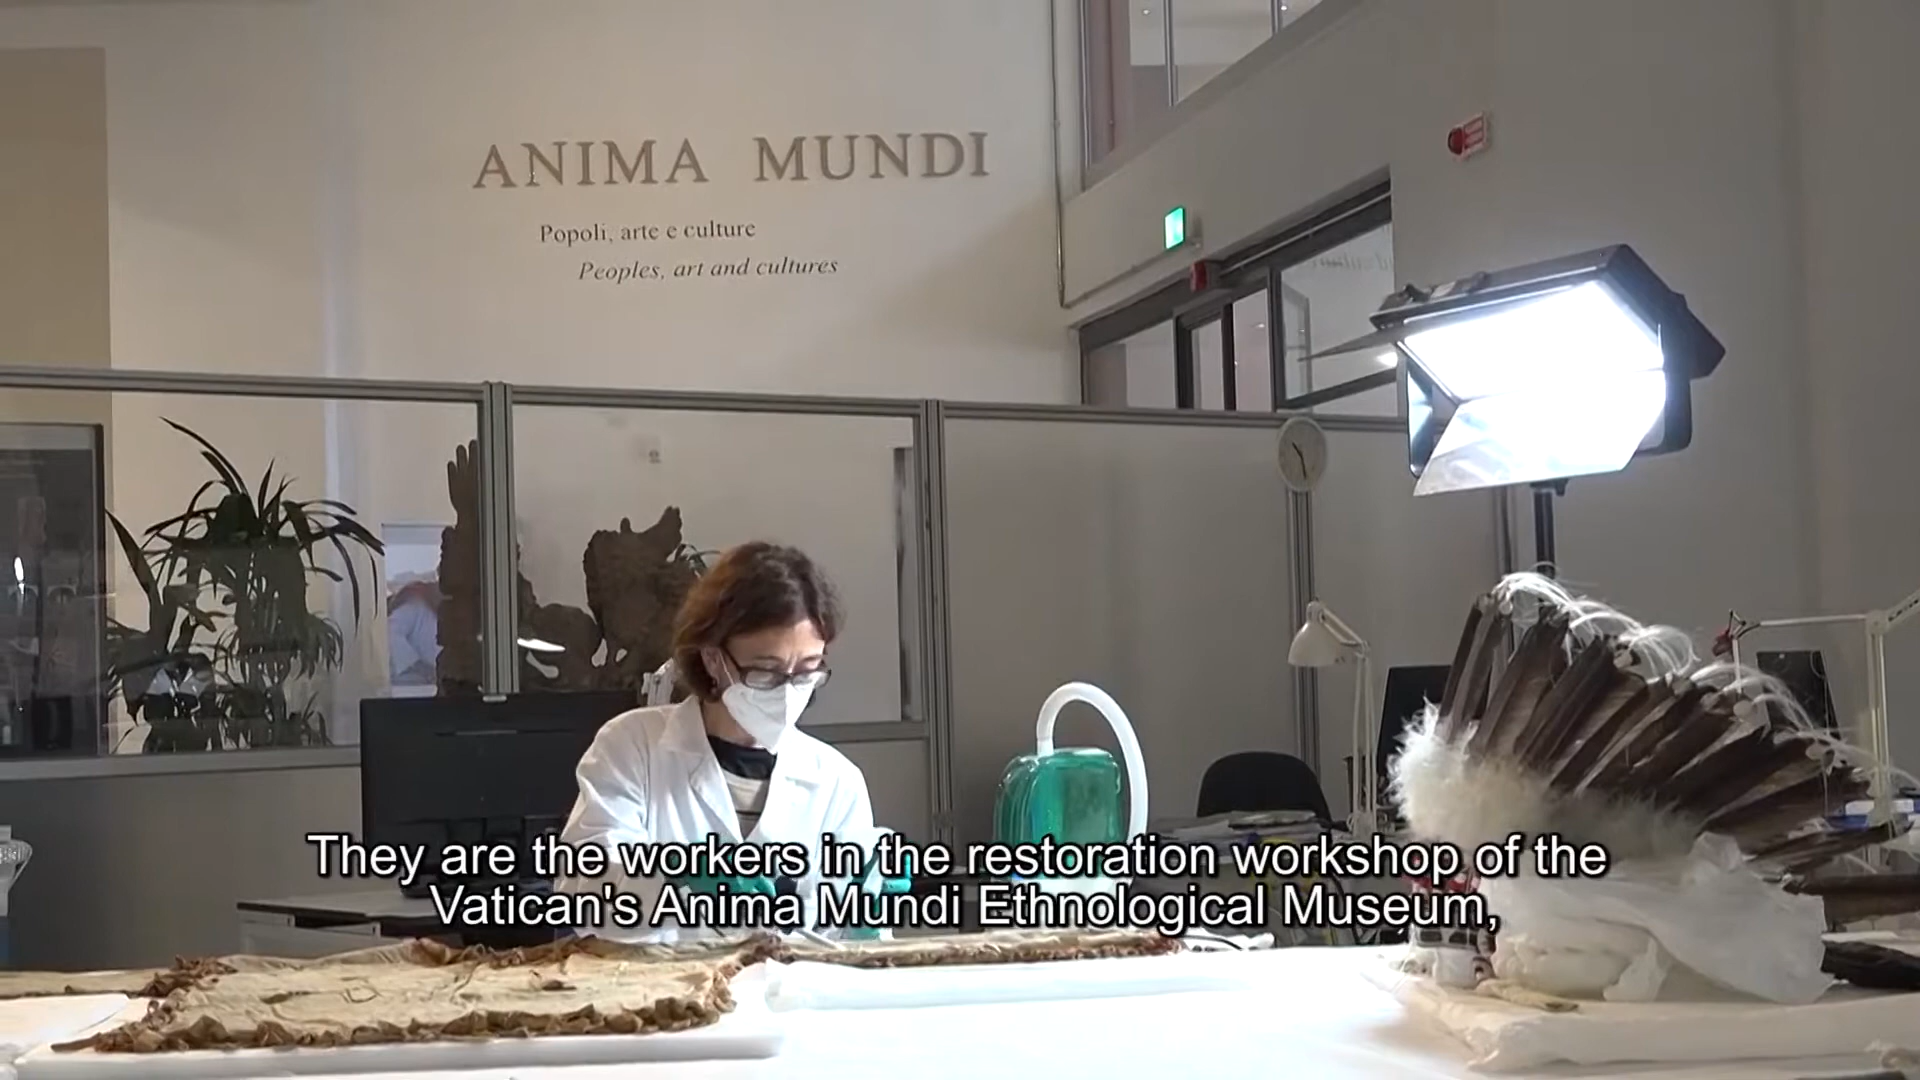 ANIMA MUNDI
Popoli, arte e culture
Peoples, art and cultures
They are the workers in the restoration workshop of the
Vatican's Anima Mundi Ethnological Museum,